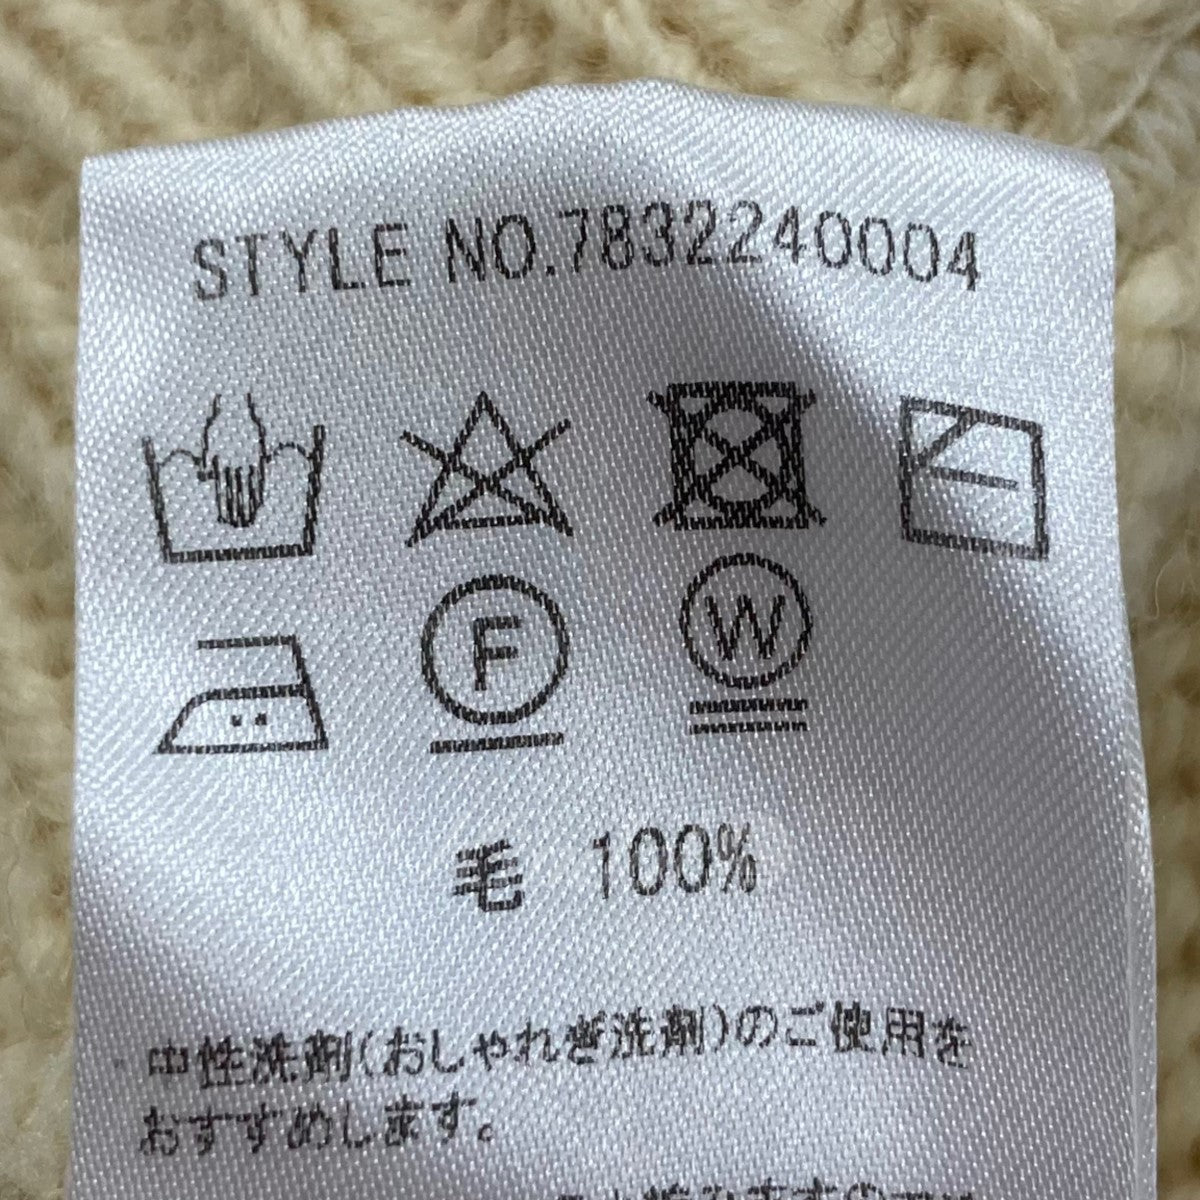 STYLE NO.7832240004
F W
毛 100%
中性洗剤(おしゃれぎ洗剤)のご使用を
おすすめします。